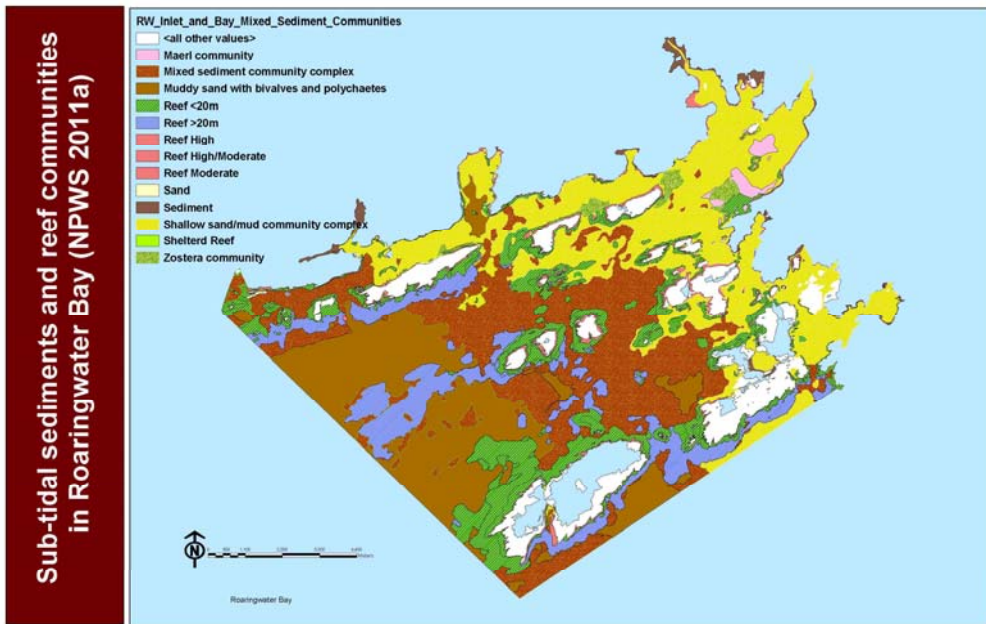 Sub-tidal sediments and reef communities
in Roaringwater Bay (NPWS 2011a)
RW_Inlet_and_Bay_Mixed_Sediment_Communities
<all other values>
Maerl community
Mixed sediment community complex
Muddy sand with bivalves and polychaetes
Reef <20m
Reef >20m
Reef High
Reef High/Moderate
Reef Moderate
Sand
Sediment
Shallow sand/mud community complex
Shelterd Reef
Zostera community
N
Roaringwater Bay